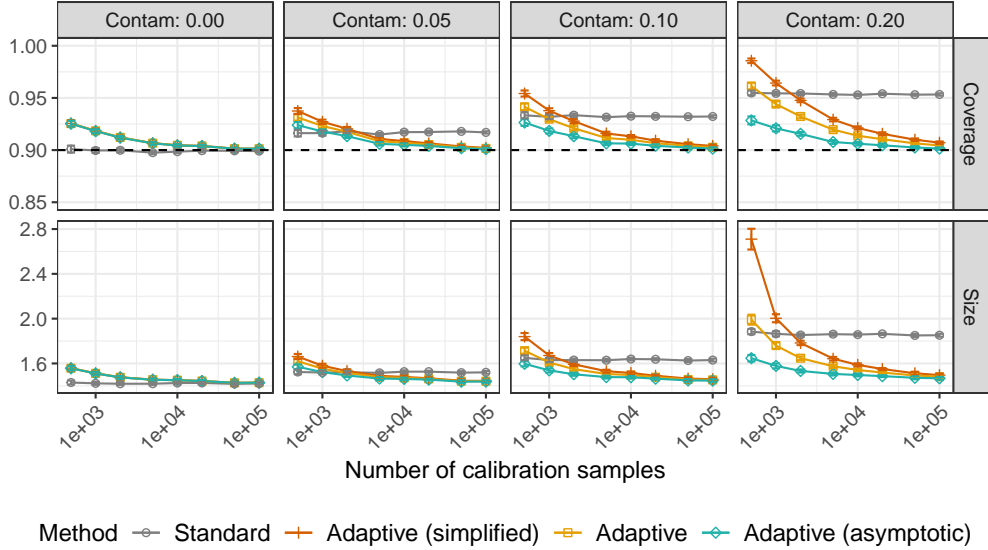 Contam: 0.00 Contam: 0.05 Contam: 0.10 Contam: 0.20
1.00
0.95
0.90
0.85
Coverage
2.8
2.4
2.0
1.6
Size
1e+03 1e+04 1e+05 1e+03 1e+04 1e+05 1e+03 1e+04 1e+05 1e+03 1e+04 1e+05
Number of calibration samples
Method Standard Adaptive (simplified) Adaptive Adaptive (asymptotic)